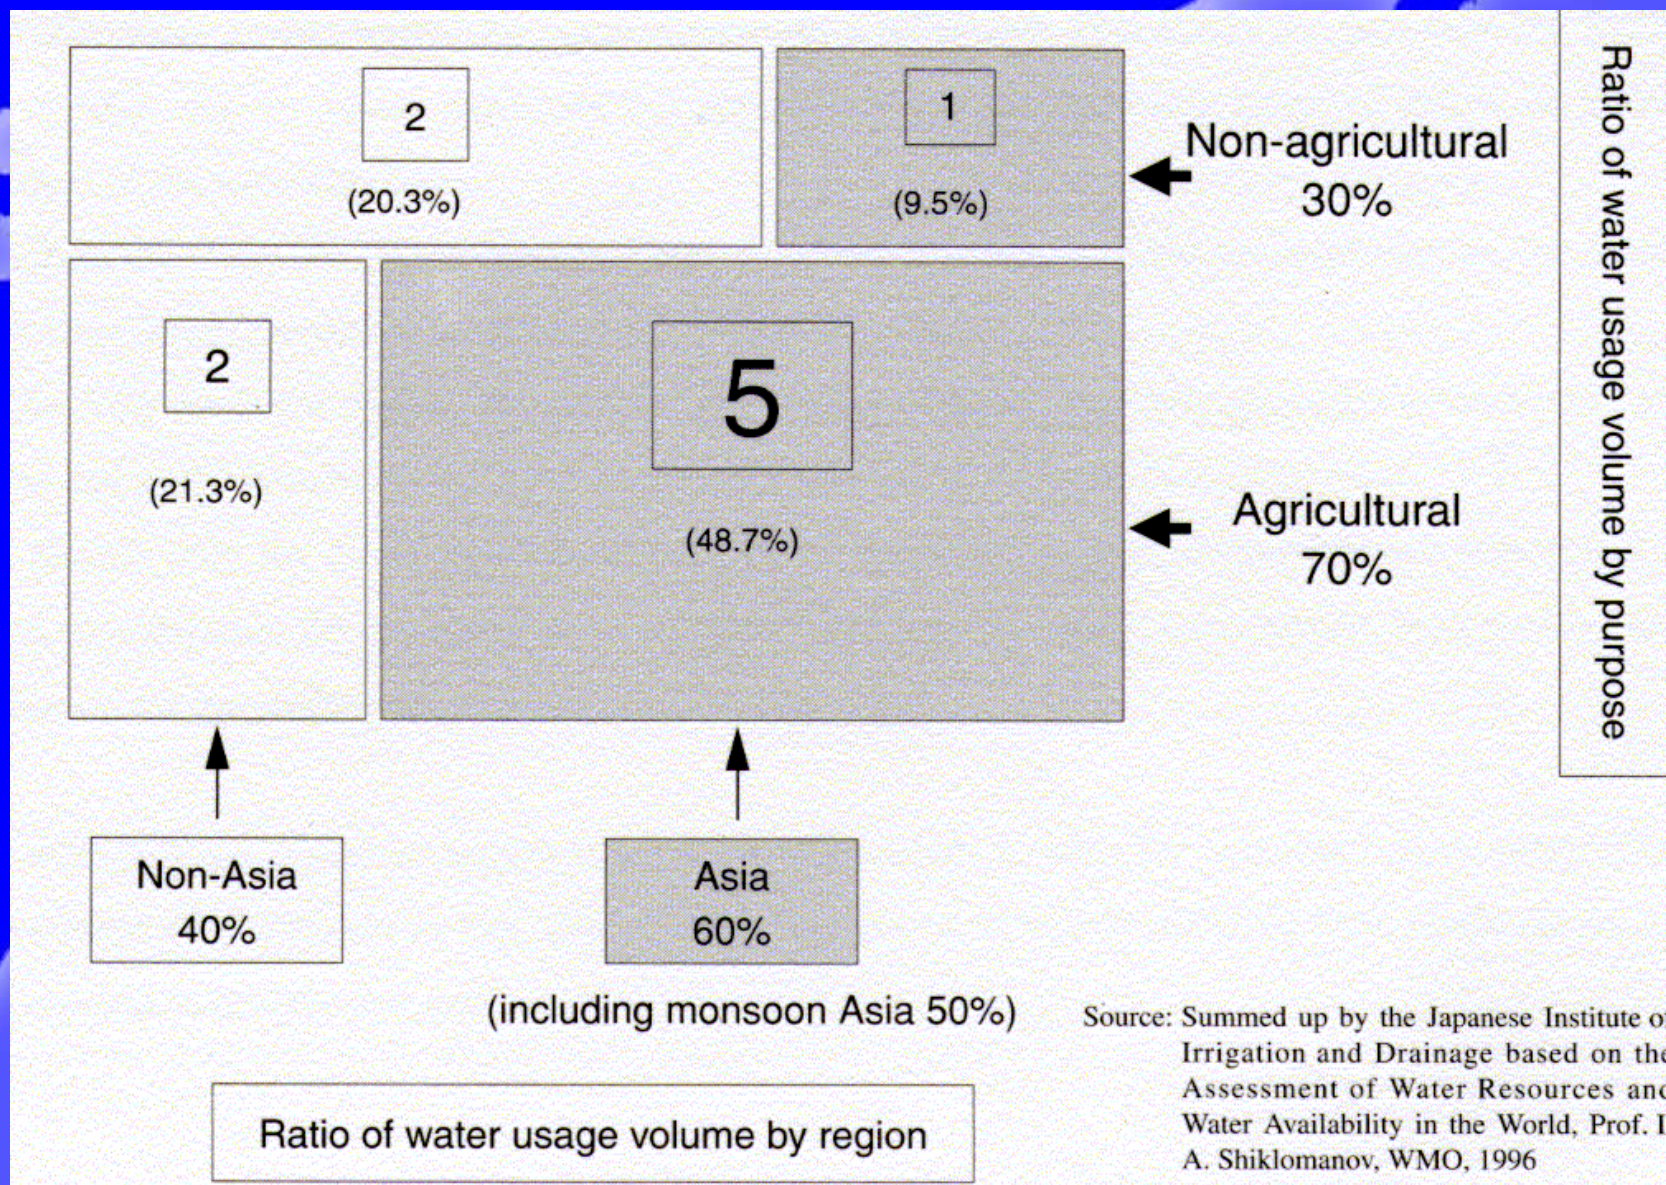 2
(20.3%)
1
(9.5%)
Non-agricultural
30%
2
(21.3%)
5
(48.7%)
Agricultural
70%
Ratio of water usage volume by purpose
Non-Asia
40%
Asia
60%
(including monsoon Asia 50%)
Ratio of water usage volume by region
Source: Summed up by the Japanese Institute of
Irrigation and Drainage based on the
Assessment of Water Resources and
Water Availability in the World, Prof. I
A. Shiklomanov, WMO, 1996